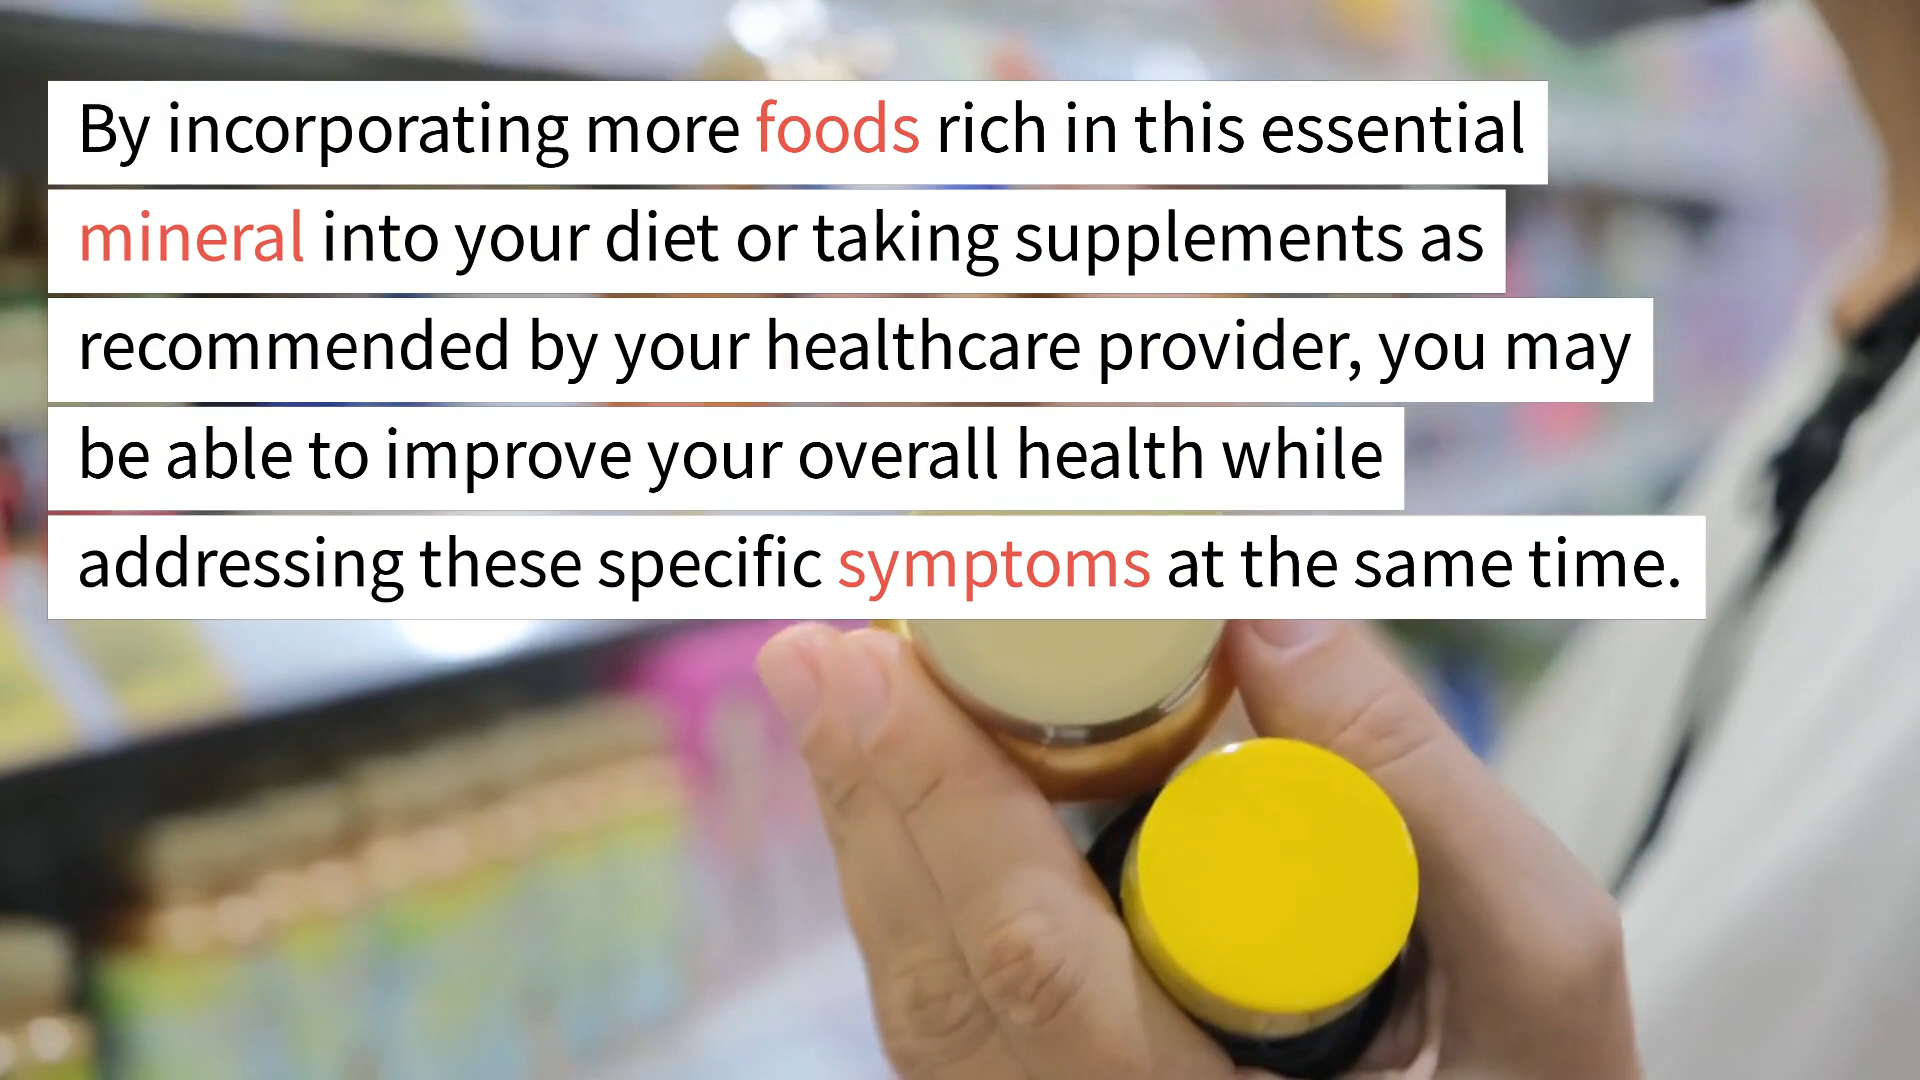 By incorporating more foods rich in this essential
mineral into your diet or taking supplements as
recommended by your healthcare provider, you may
be able to improve your overall health while
addressing these specific symptoms at the same time.